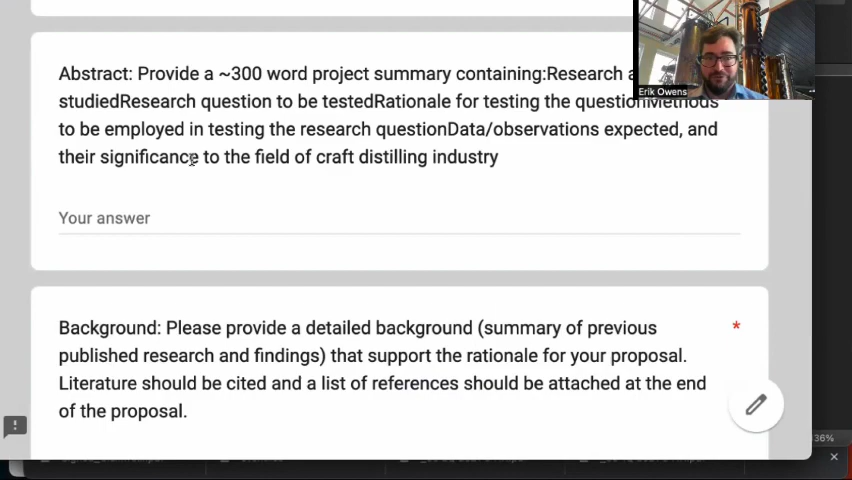 Abstract: Provide a ~300 word project summary containing:Research a
studiedResearch question to be testedRationale for testing the questionMethods
to be employed in testing the research questionData/observations expected, and
their significance to the field of craft distilling industry
Erik Owens
Your answer
Background: Please provide a detailed background (summary of previous *
published research and findings) that support the rationale for your proposal.
Literature should be cited and a list of references should be attached at the end
of the proposal.
36%